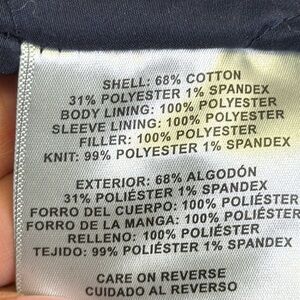 SHELL: 68% COTTON
31% POLYESTER 1% SPANDEX
BODY LINING: 100% POLYESTER
SLEEVE LINING: 100% POLYESTER
FILLER: 100% POLYESTER
KNIT: 99% POLYESTER 1% SPANDEX
EXTERIOR: 68% ALGODÓN
31% POLIÉSTER 1% SPANDEX
FORRO DEL CUERPO: 100% POLIÉSTER
FORRO DE LA MANGA: 100% POLIÉSTER
RELLENO: 100% POLIÉSTER
TEJIDO: 99% POLIÉSTER 1% SPANDEX
CARE ON REVERSE
CUIDADO AL REVERSO